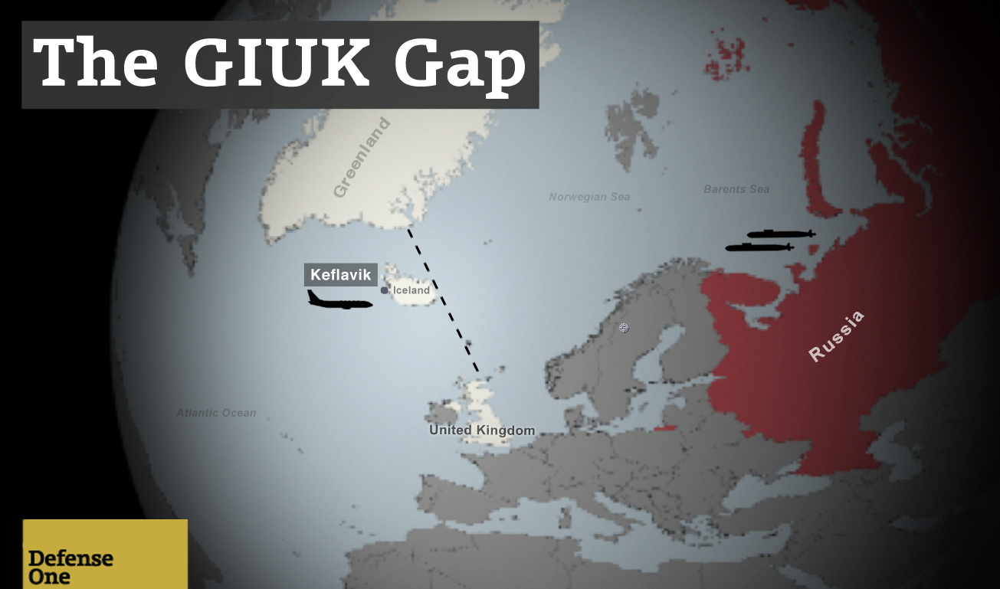 The GIUK Gap
Greenland
Norwegian Sea
Barents Sea
Keflavik
Iceland
Russia
Atlantic Ocean
United Kingdom
Defense
One